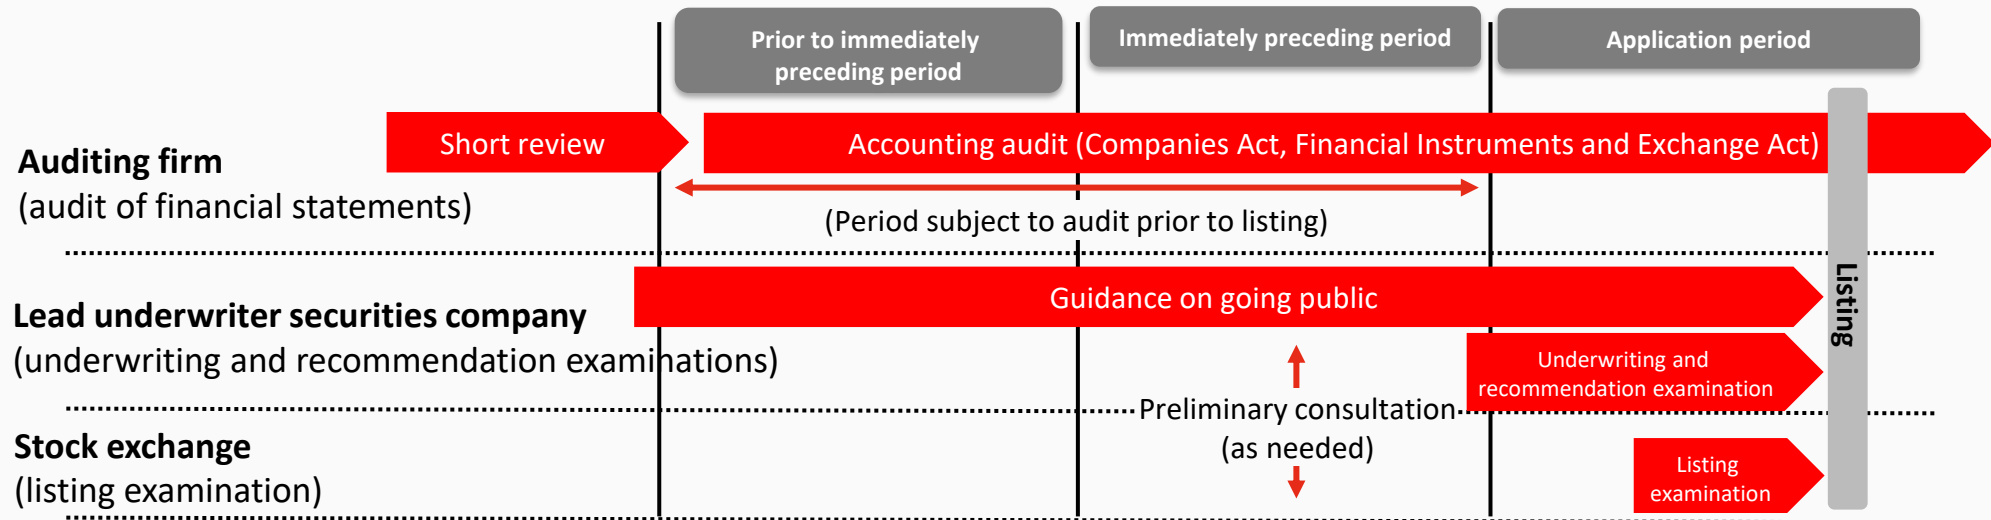 Prior to immediately
preceding period
Immediately preceding period
Application period
Short review
Accounting audit (Companies Act, Financial Instruments and Exchange Act)
Auditing firm
(audit of financial statements)
(Period subject to audit prior to listing)
Guidance on going public
Lead underwriter securities company
(underwriting and recommendation examinations)
Underwriting and
recommendation examination
Listing
Preliminary consultation
(as needed)
Stock exchange
(listing examination)
Listing
examination